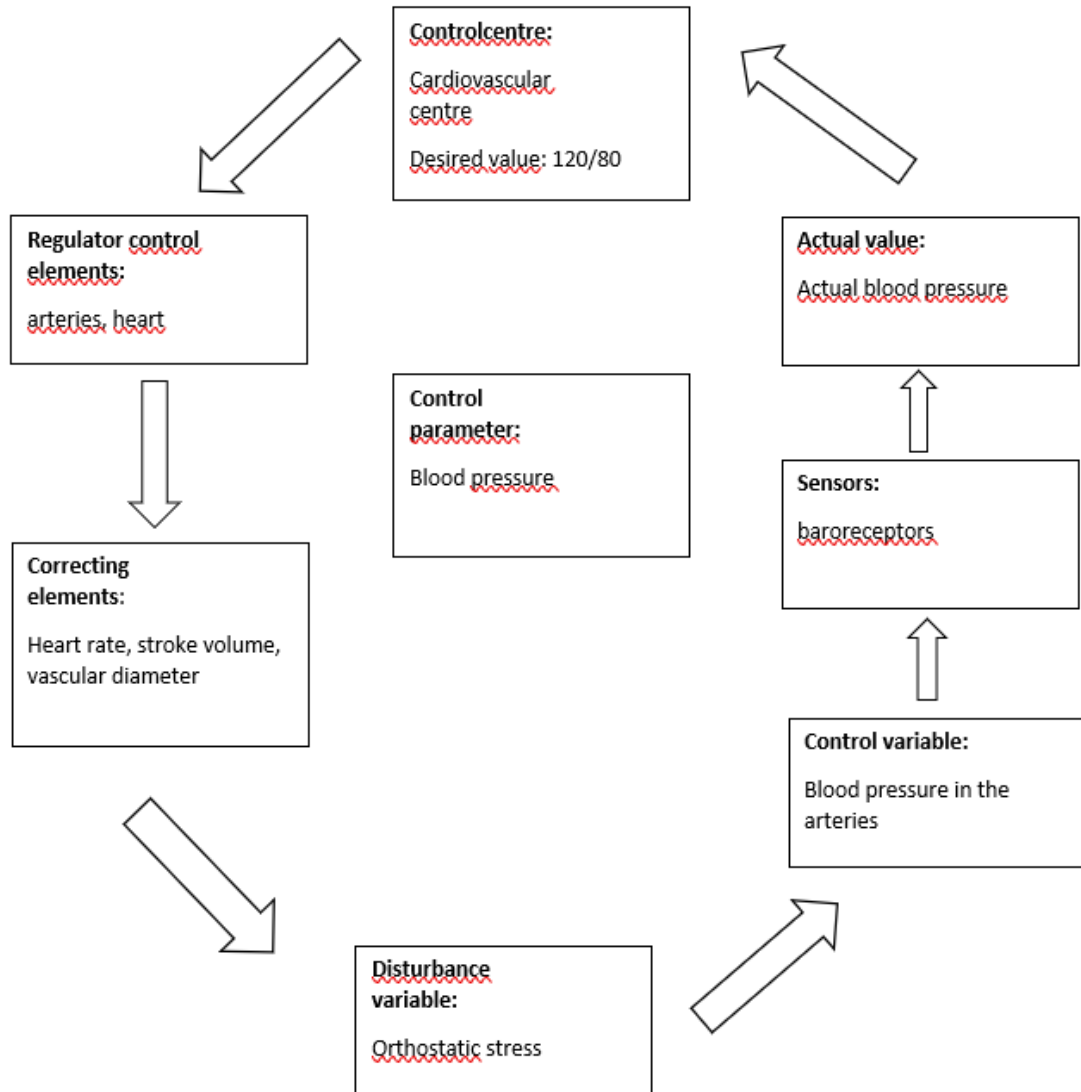 Controlcentre:
Cardiovascular
centre
Desired value: 120/80
Regulator control
elements:
arteries, heart
Actual value:
Actual blood pressure
Control
parameter:
Blood pressure
Sensors:
baroreceptors
Correcting
elements:
Heart rate, stroke volume,
vascular diameter
Control variable:
Blood pressure in the
arteries
Disturbance
variable:
Orthostatic stress